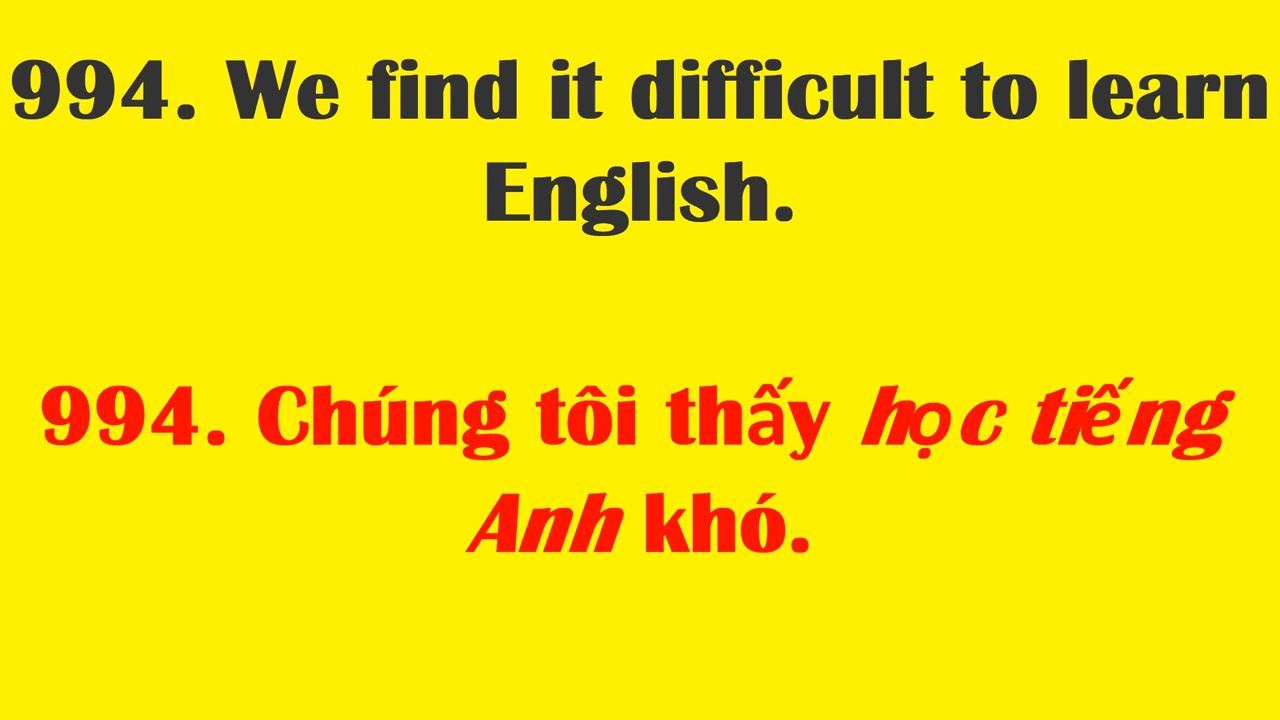 994. We find it difficult to learn
English.
994. Chúng tôi thấy học tiếng
Anh khó.